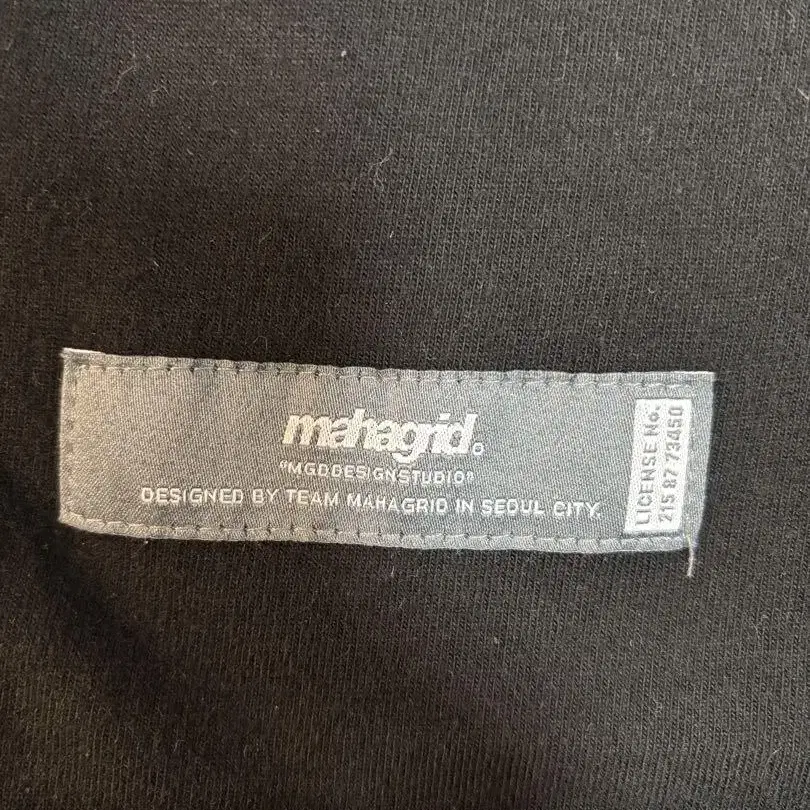 mahagrid
"MGDDESIGNSTUDIO"
DESIGNED BY TEAM MAHAGRID IN SEOUL CITY.
LICENSE No.
215 87 73450